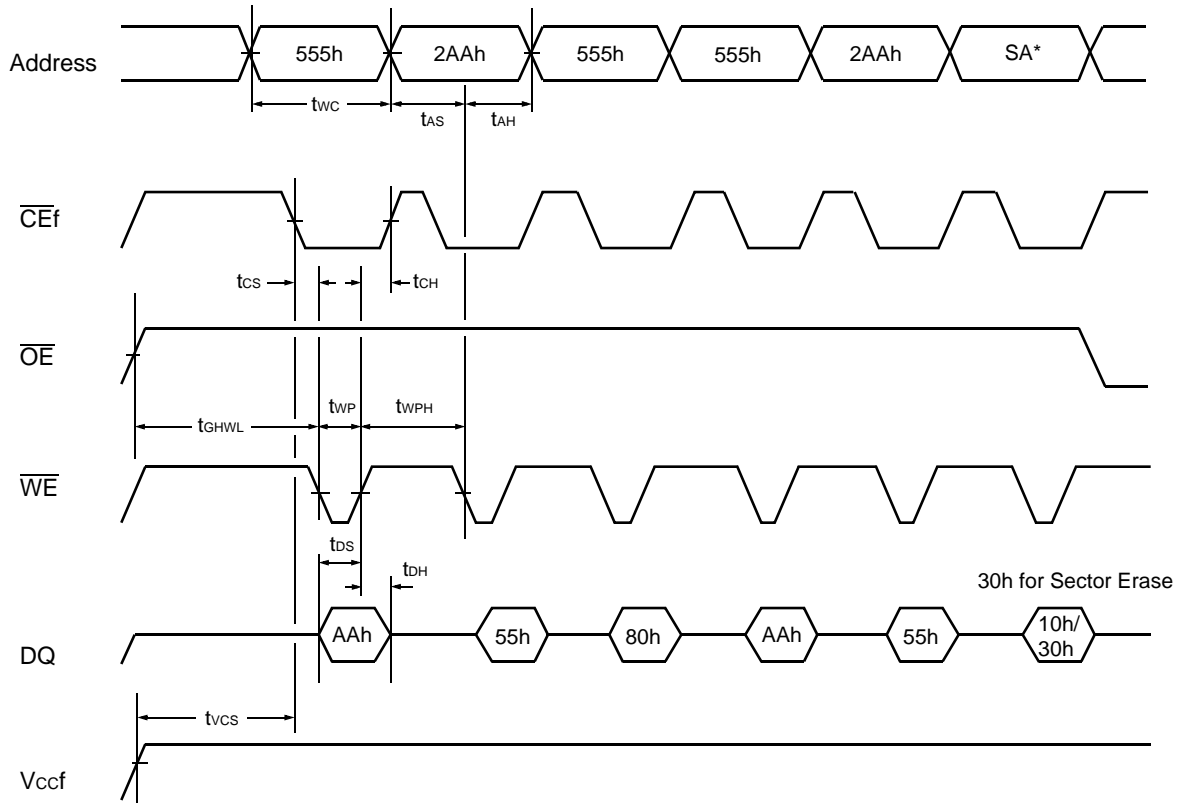 Address
555h
2AAh
555h
555h
2AAh
SA*
tWC
tAS
tAH
CEf
tCS
tCH
OE
tGHWL
tWP
tWPH
WE
tDS
tDH
30h for Sector Erase
DQ
AAh
55h
80h
AAh
55h
10h/
30h
tVCS
VCCf